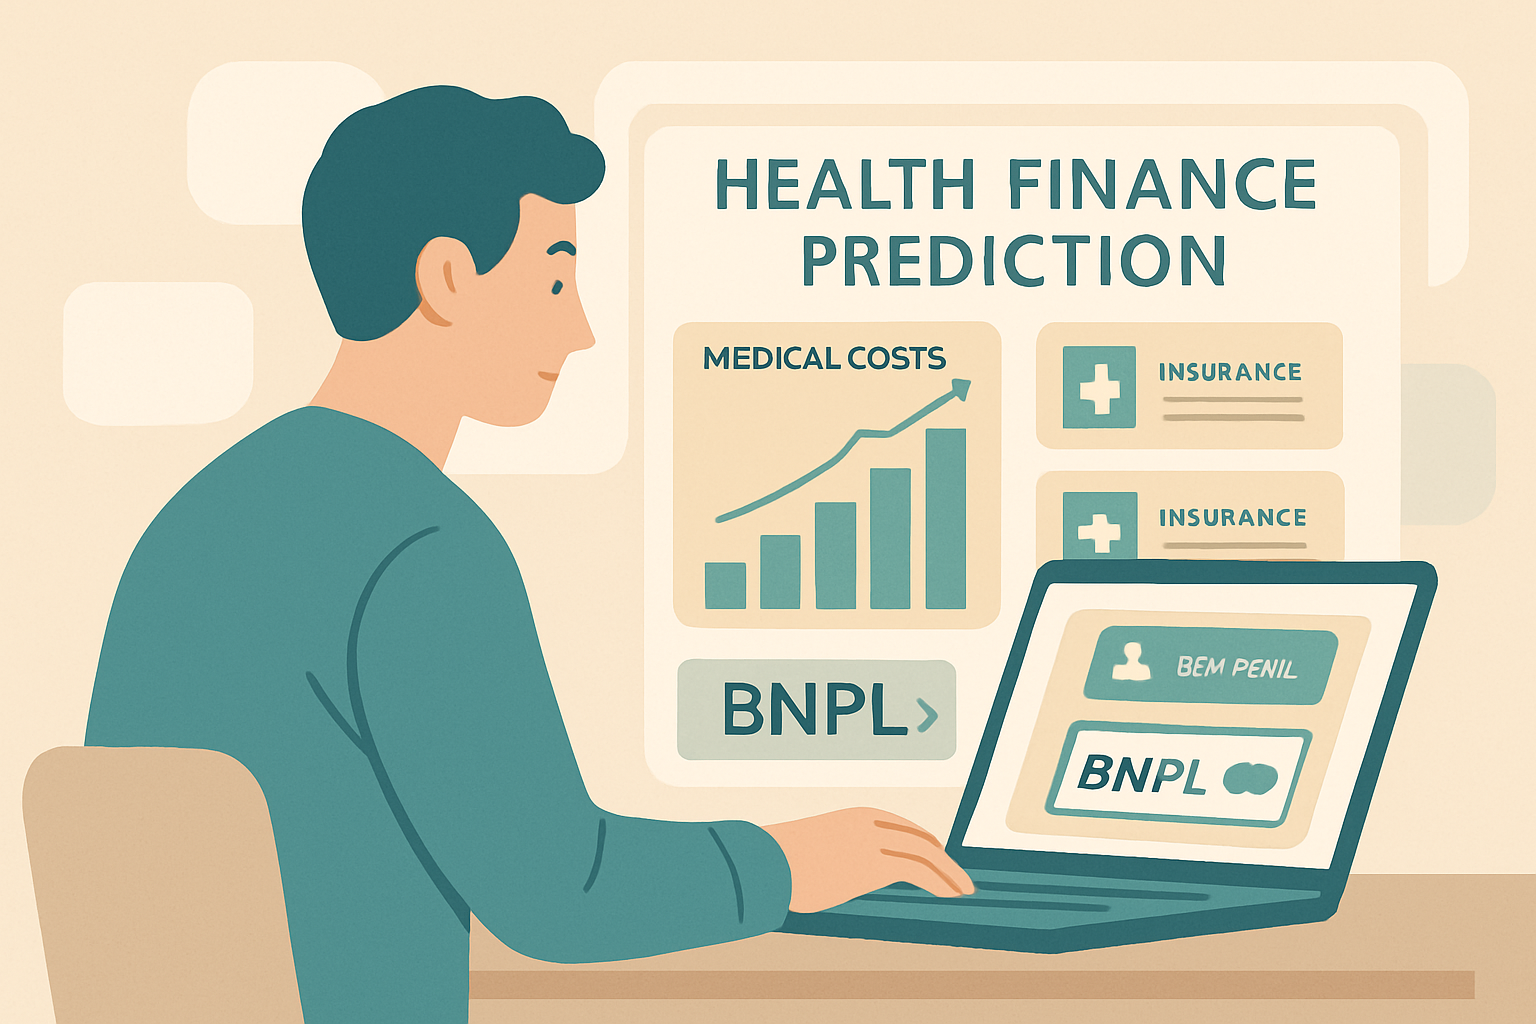 HEALTH FINANCE
PREDICTION
MEDICAL COSTS
INSURANCE
INSURANCE
BNPL
BEM PENIL
BNPL